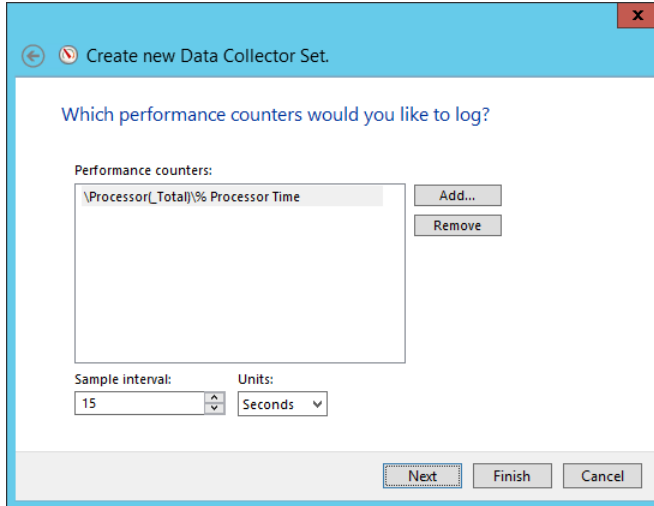 x
Create new Data Collector Set.
Which performance counters would you like to log?
Performance counters:
\Processor(_Total)\% Processor Time
Add...
Remove
Sample interval:
Units:
15
Seconds
Next
Finish
Cancel